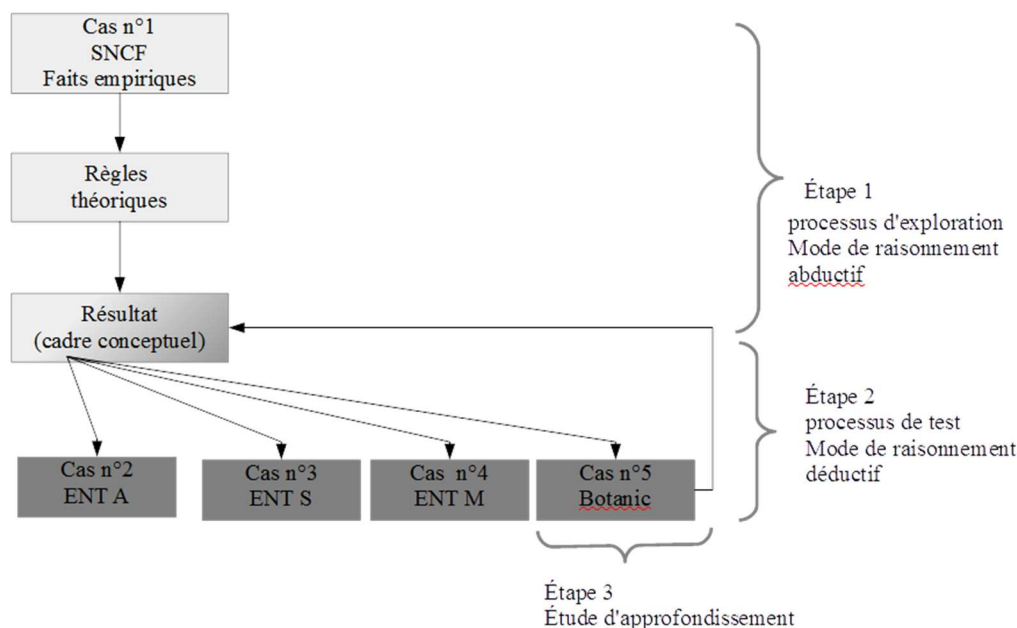 Cas n°1
SNCF
Faits empiriques
Règles
théoriques
Étape 1
processus d'exploration
Mode de raisonnement
abductif
Résultat
(cadre conceptuel)
Étape 2
processus de test
Mode de raisonnement
déductif
Cas n°2
ENT A
Cas n°3
ENT S
Cas n°4
ENT M
Cas n°5
Botanic
Étape 3
Étude d'approfondissement